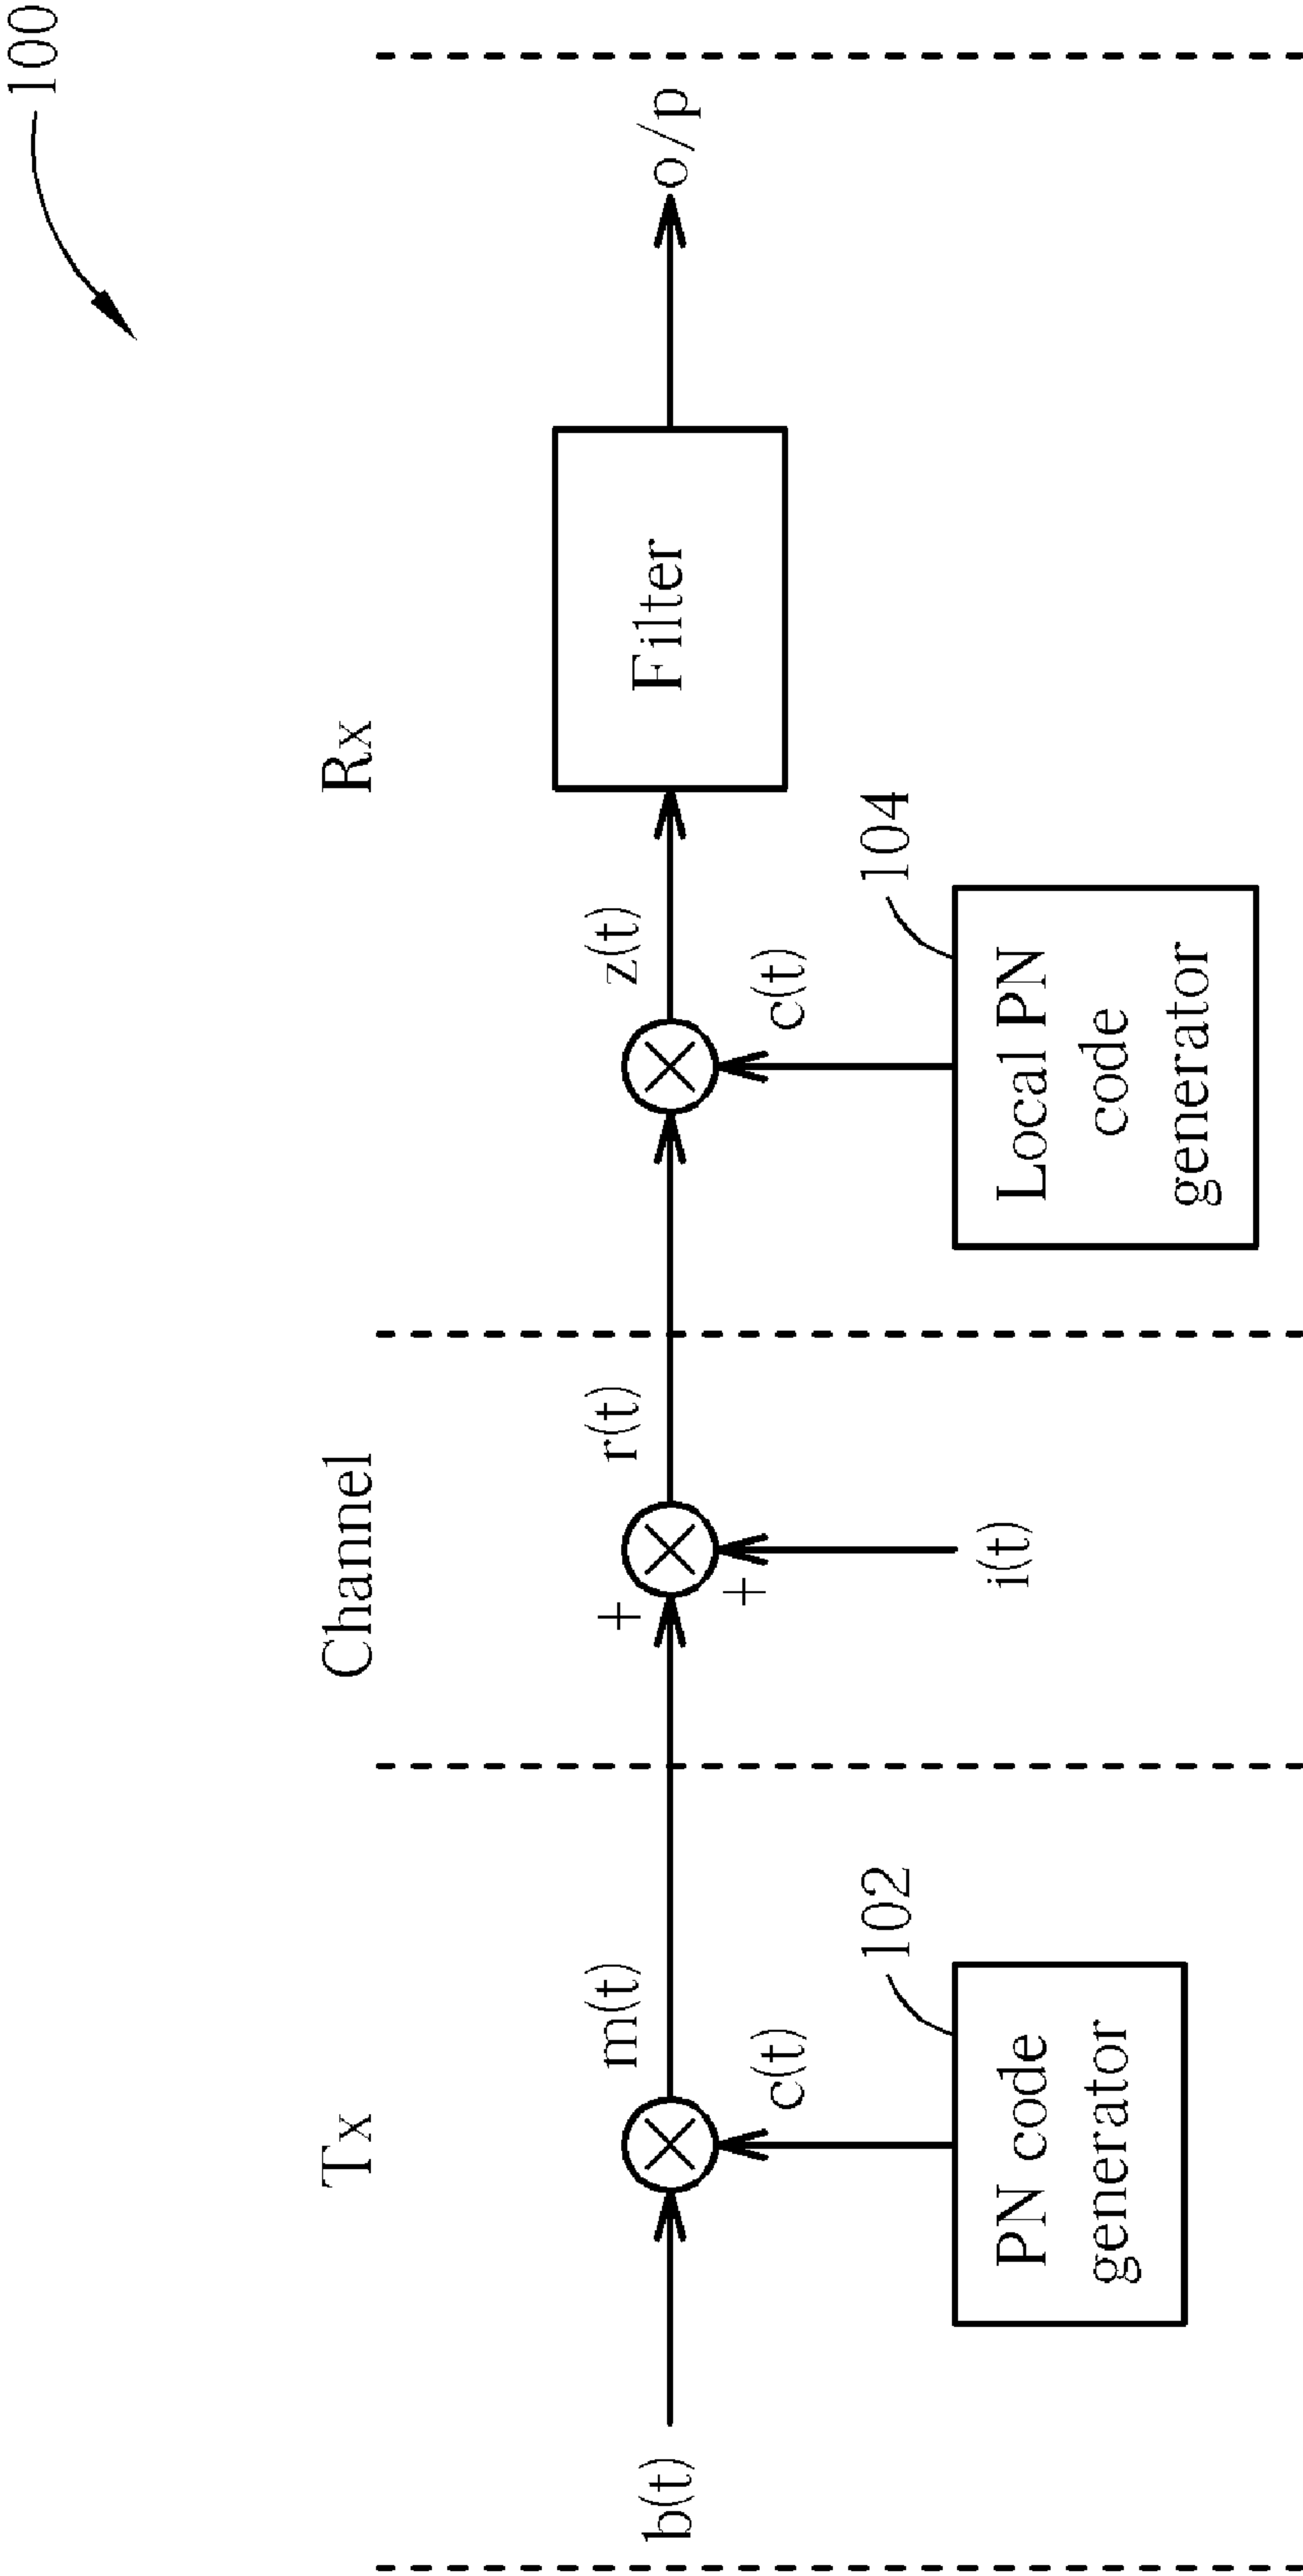 100
Tx
Channel
Rx
b(t)
m(t)
+
r(t)
z(t)
Filter
o/p
c(t)
+
i(t)
c(t)
102
104
PN code
generator
Local PN
code
generator